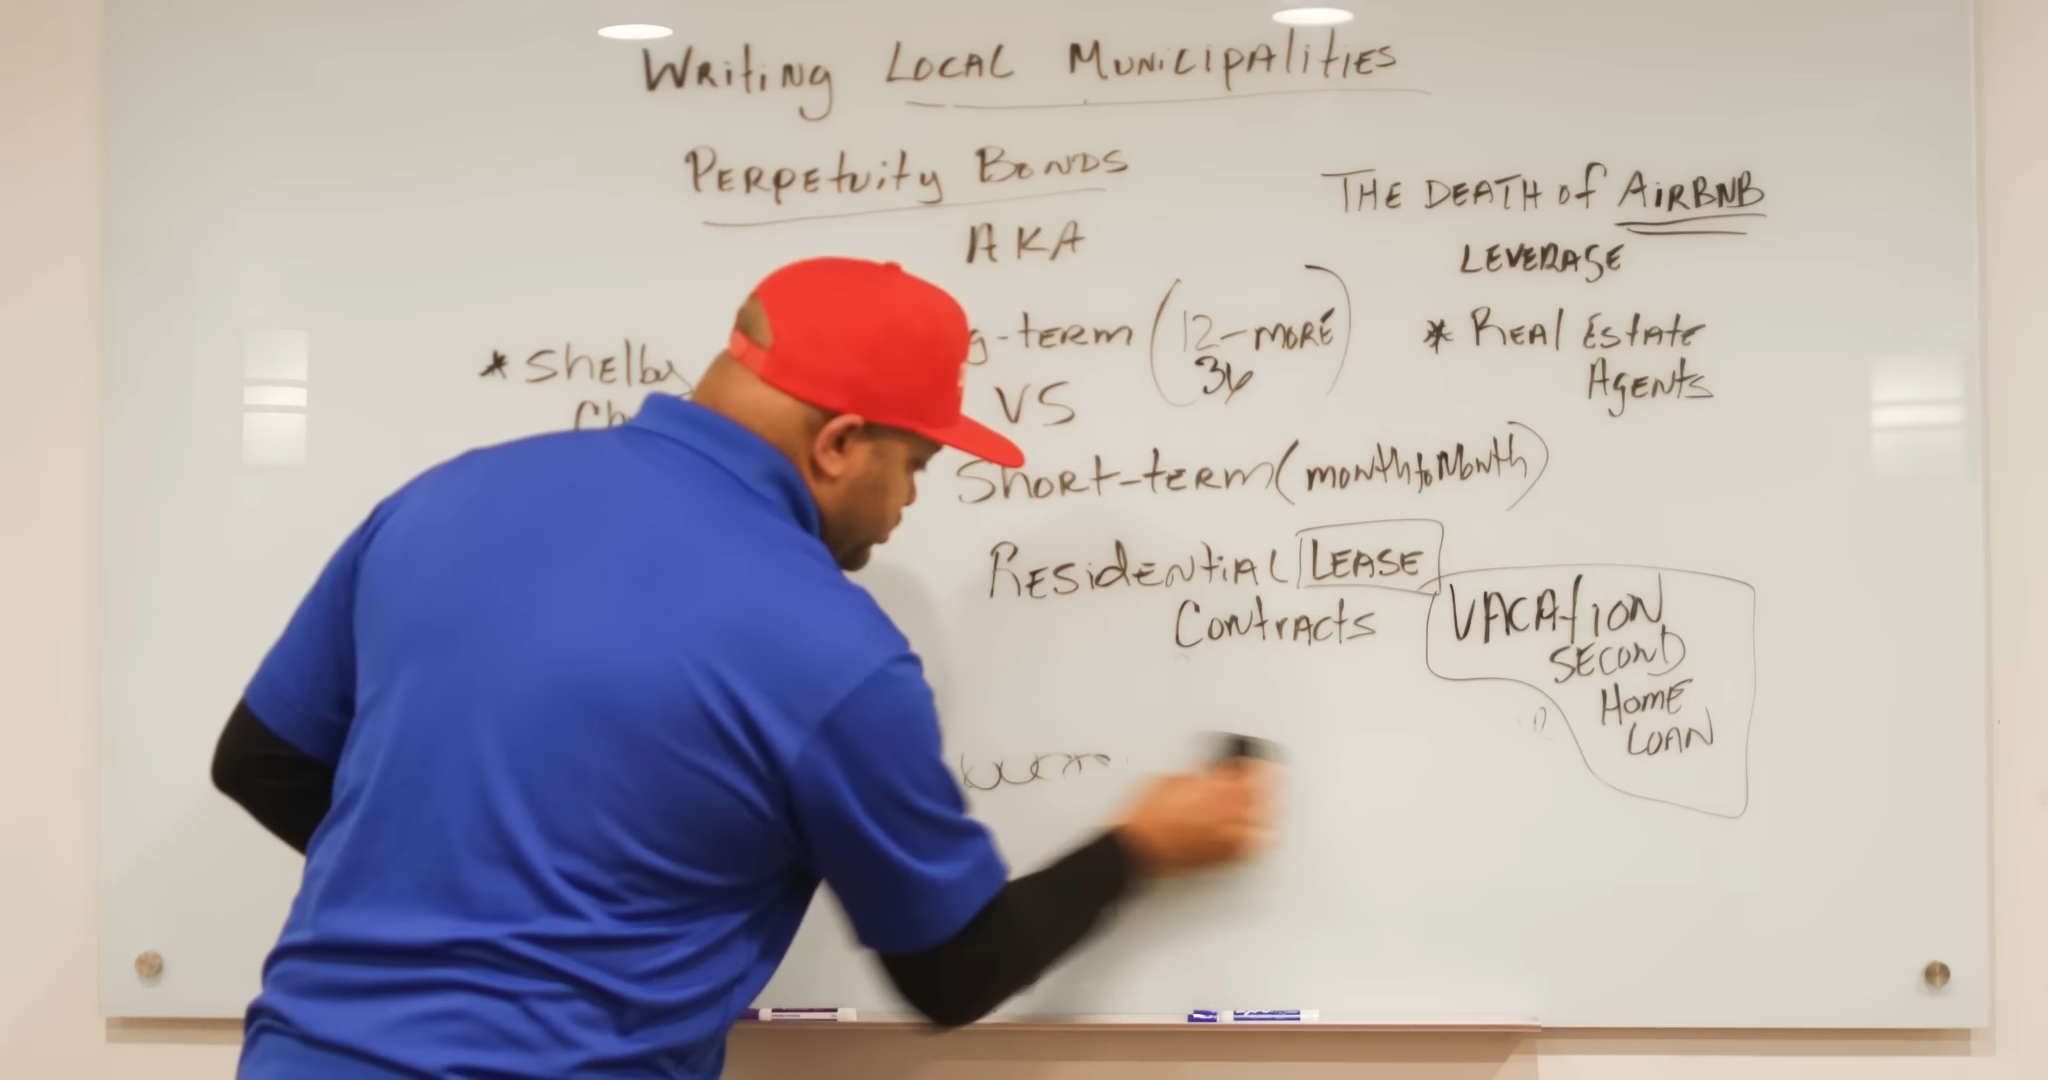 Writing Local Municipalities
Perpetuity Bonds
AKA
g-term (12-more
36)
VS
Short-term (month to month)
Residential Lease
Contracts
* Shelby
The Death of AirBNB
Leverage
* Real Estate
Agents
Vacation
Second
Home
Loan